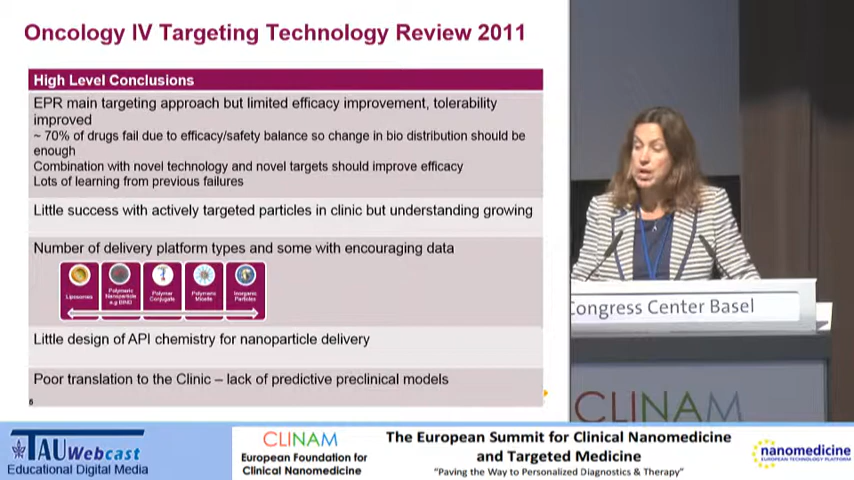 Oncology IV Targeting Technology Review 2011
High Level Conclusions
EPR main targeting approach but limited efficacy improvement, tolerability
improved
~ 70% of drugs fail due to efficacy/safety balance so change in bio distribution should be
enough
Combination with novel technology and novel targets should improve efficacy
Lots of learning from previous failures
Little success with actively targeted particles in clinic but understanding growing
Number of delivery platform types and some with encouraging data
Liposomes
Polymeric
Nanoparticle
e.g BIND
Polymer
Conjugate
Polymeric
Micelle
Inorganic
Particles
Little design of API chemistry for nanoparticle delivery
Poor translation to the Clinic – lack of predictive preclinical models
6
Congress Center Basel
CLINAM
TAUWebcast
Educational Digital Media
CLINAM
European Foundation for
Clinical Nanomedicine
The European Summit for Clinical Nanomedicine
and Targeted Medicine
"Paving the Way to Personalized Diagnostics & Therapy"
nanomedicine
EUROPEAN TECHNOLOGY PLATFORM